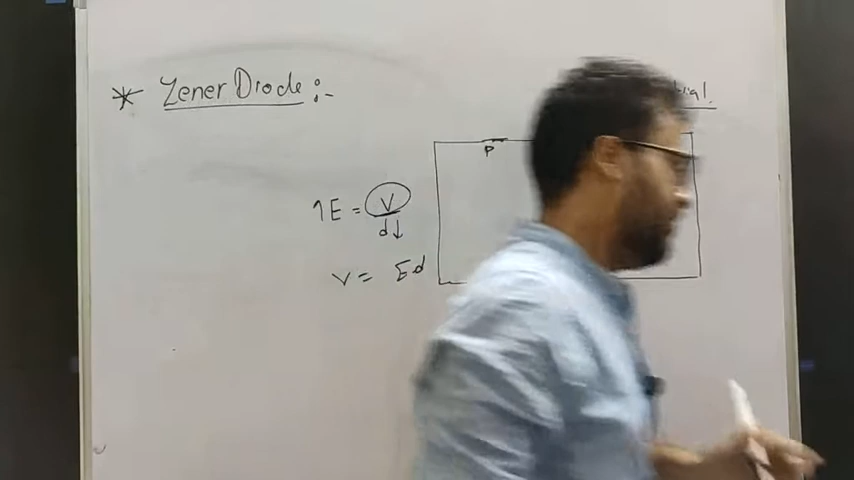 * Zener Diode :-
P
↑E = V
d↓
V = Ed